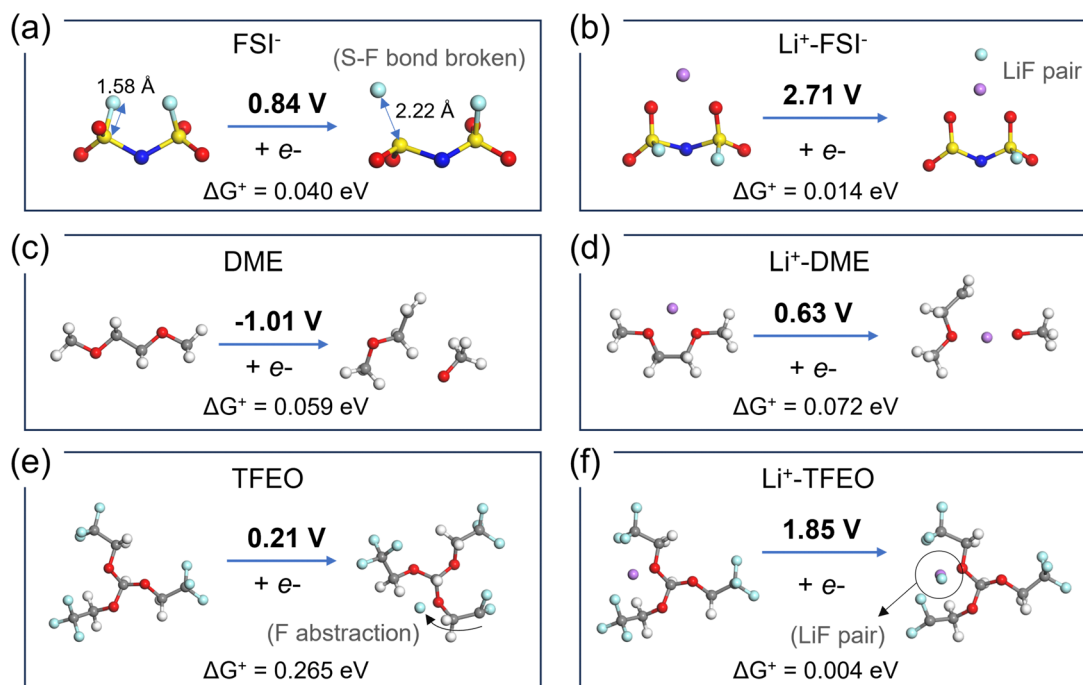 (a)
FSI⁻
(S-F bond broken)
1.58 Å
0.84 V
2.22 Å
+ e-
ΔG⁺ = 0.040 eV
(b)
Li⁺-FSI⁻
LiF pair
2.71 V
+ e-
ΔG⁺ = 0.014 eV
(c)
DME
-1.01 V
+ e-
ΔG⁺ = 0.059 eV
(d)
Li⁺-DME
0.63 V
+ e-
ΔG⁺ = 0.072 eV
(e)
TFEO
0.21 V
+ e-
(F abstraction)
ΔG⁺ = 0.265 eV
(f)
Li⁺-TFEO
1.85 V
+ e-
(LiF pair)
ΔG⁺ = 0.004 eV